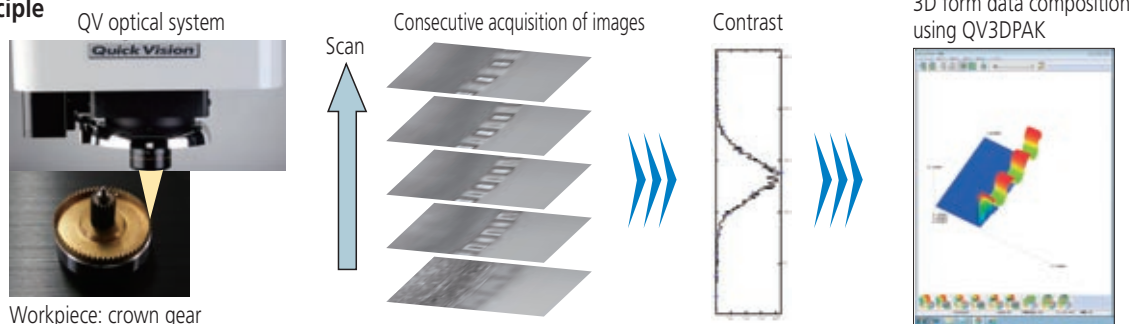 ciple
QV optical system
Quick Vision
Workpiece: crown gear
Scan
Consecutive acquisition of images
Contrast
3D form data composition
using QV3DPAK